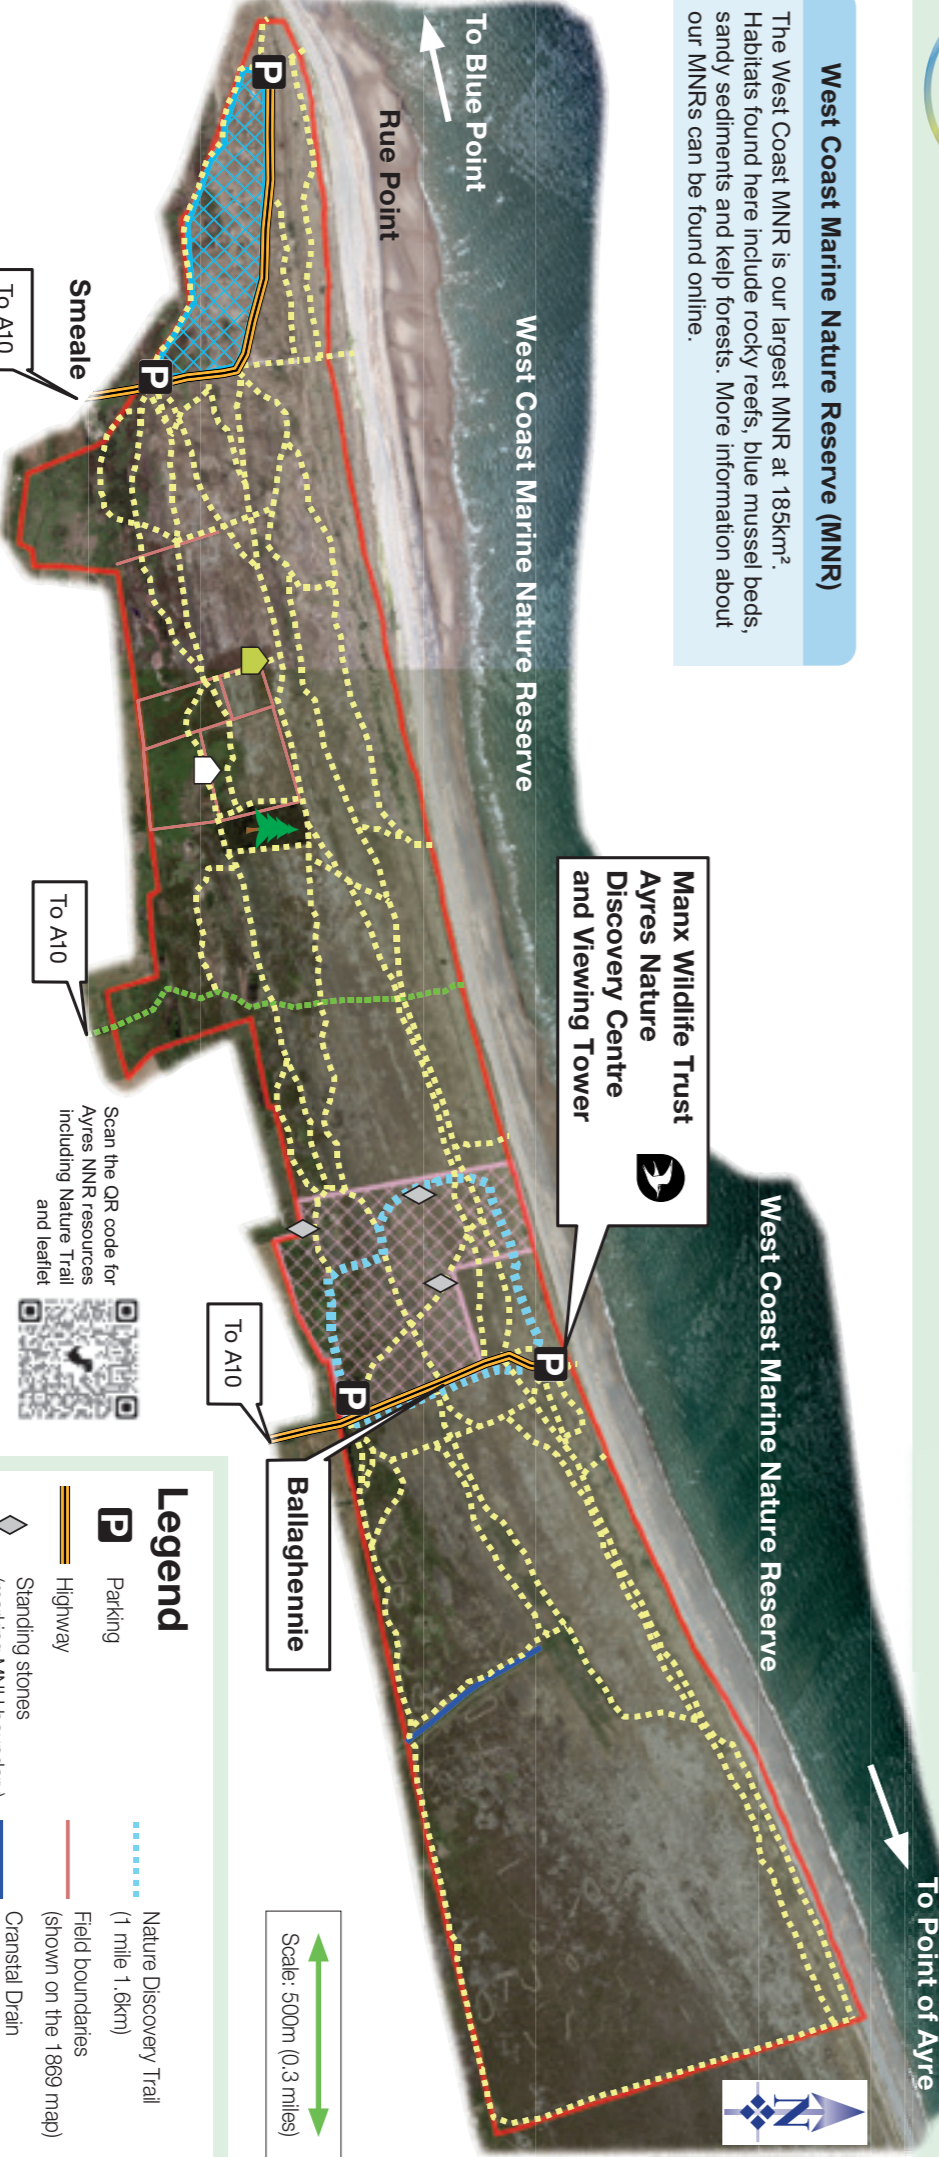 West Coast Marine Nature Reserve (MNR)
The West Coast MNR is our largest MNR at 185km².
Habitats found here include rocky reefs, blue mussel beds,
sandy sediments and kelp forests. More information about
our MNRs can be found online.
To Blue Point
Rue Point
West Coast Marine Nature Reserve
Manx Wildlife Trust
Ayres Nature
Discovery Centre
and Viewing Tower
West Coast Marine Nature Reserve
To Point of Ayre
N
P
P
P
P
Smeale
To A10
To A10
To A10
Ballaghennie
Scan the QR code for
Ayres NNR resources
including Nature Trail
and leaflet
Scale: 500m (0.3 miles)
Legend
P Parking
Highway
Standing stones
Nature Discovery Trail
(1 mile 1.6km)
Field boundaries
(shown on the 1869 map)
Cranstal Drain